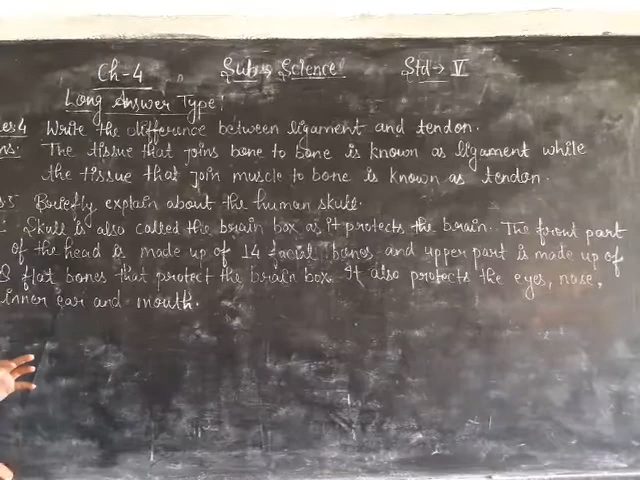 Ch-4 Sub→ Science Std→ V
Long Answer Type:
4 Write the difference between ligament and tendon.
ns: The tissue that joins bone to bone is known as ligament while
the tissue that join muscle to bone is known as tendon.
5 Briefly explain about the human skull.
Skull is also called the brain box as it protects the brain. The front part
of the head is made up of 14 facial bones and upper part is made up of
8 flat bones that protect the brain box. It also protects the eyes, nose,
inner ear and mouth.